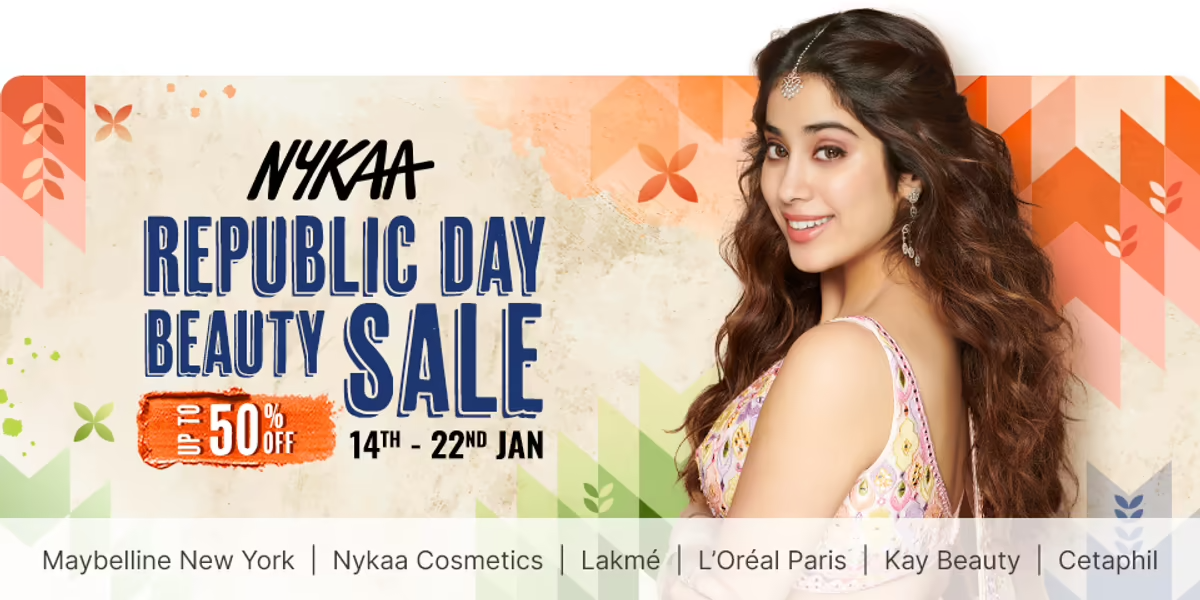 NYKAA
REPUBLIC DAY
BEAUTY SALE
UP TO 50% OFF
14TH - 22ND JAN
Maybelline New York | Nykaa Cosmetics | Lakmé | L’Oréal Paris | Kay Beauty | Cetaphil